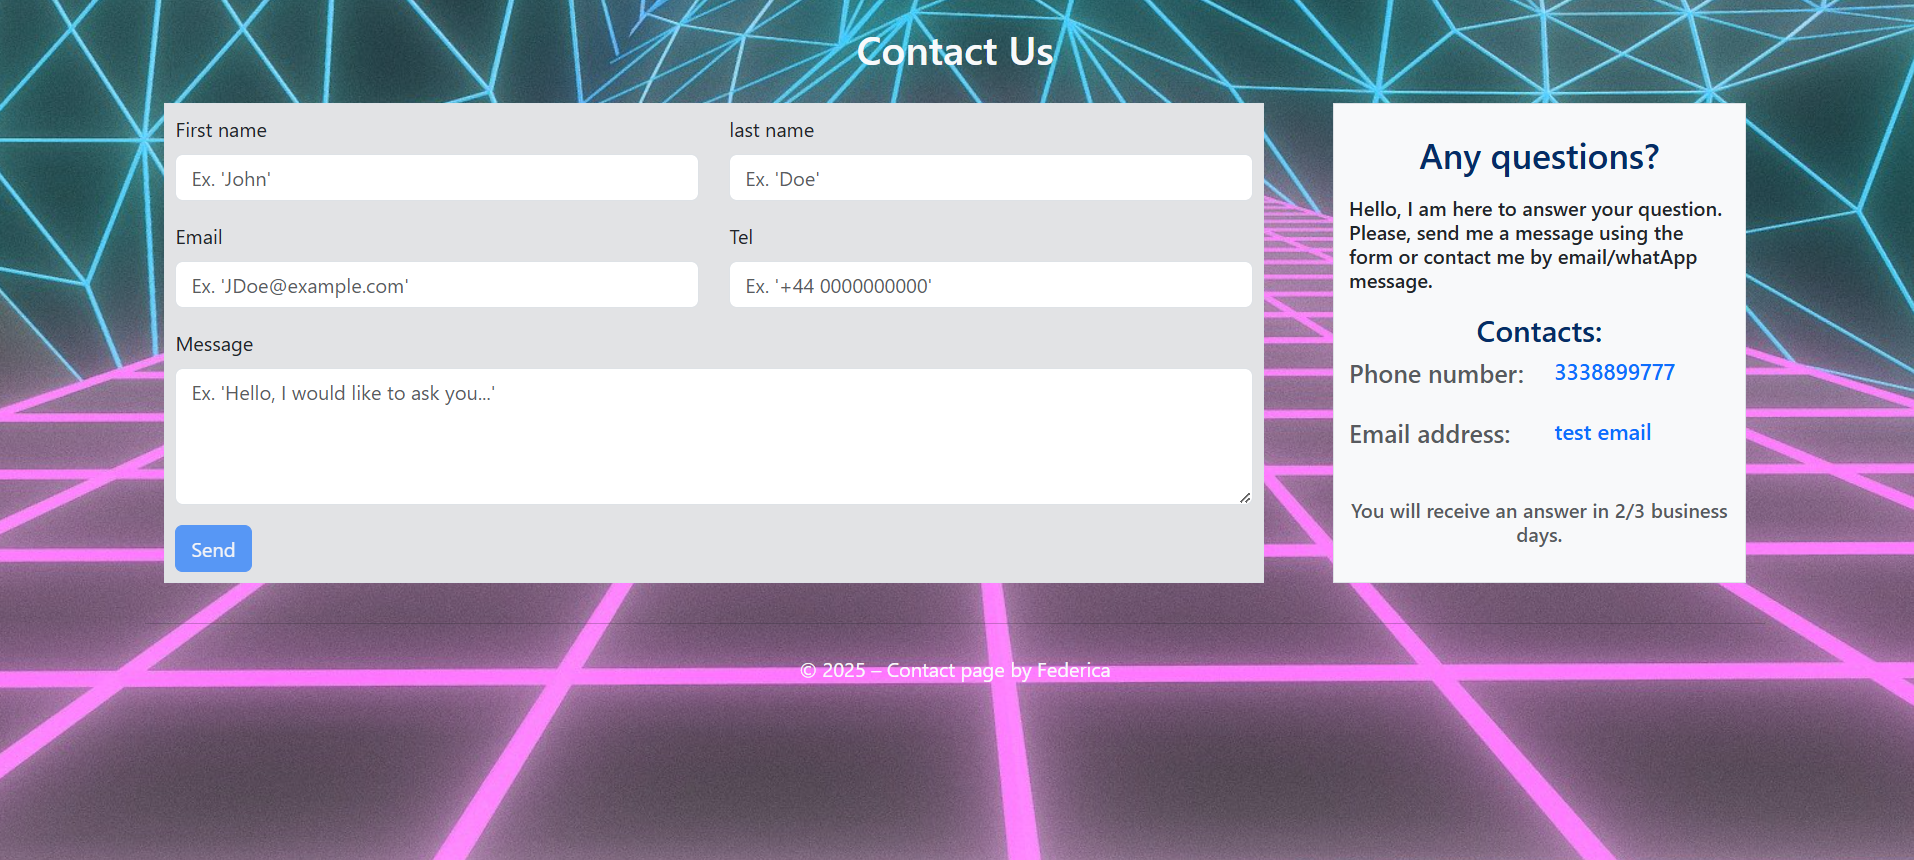 Contact Us
First name
last name
Ex. 'John'
Ex. 'Doe'
Email
Tel
Ex. 'JDoe@example.com'
Ex. '+44 0000000000'
Message
Ex. 'Hello, I would like to ask you...'
Send
Any questions?
Hello, I am here to answer your question.
Please, send me a message using the
form or contact me by email/whatApp
message.
Contacts:
Phone number: 3338899777
Email address: test email
You will receive an answer in 2/3 business
days.
© 2025 – Contact page by Federica